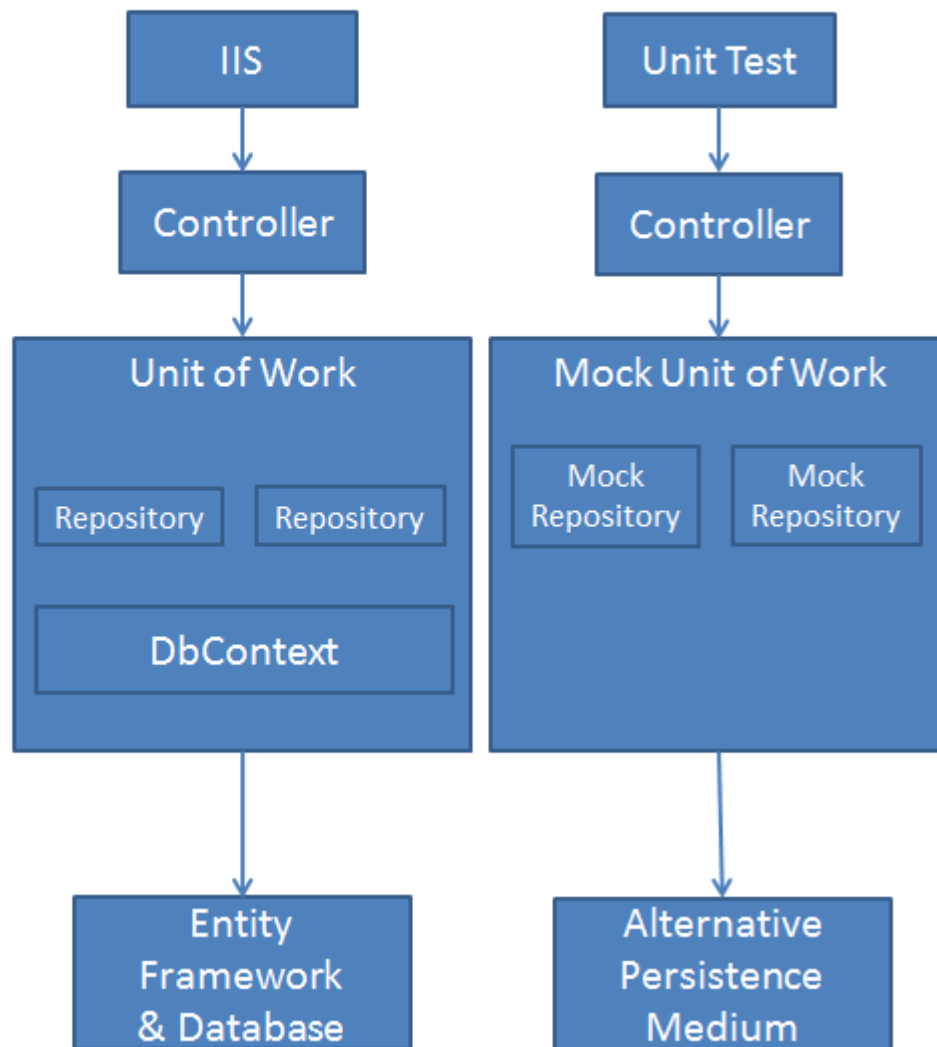 IIS
Controller
Unit of Work
Repository
Repository
DbContext
Entity
Framework
& Database
Unit Test
Controller
Mock Unit of Work
Mock
Repository
Mock
Repository
Alternative
Persistence
Medium